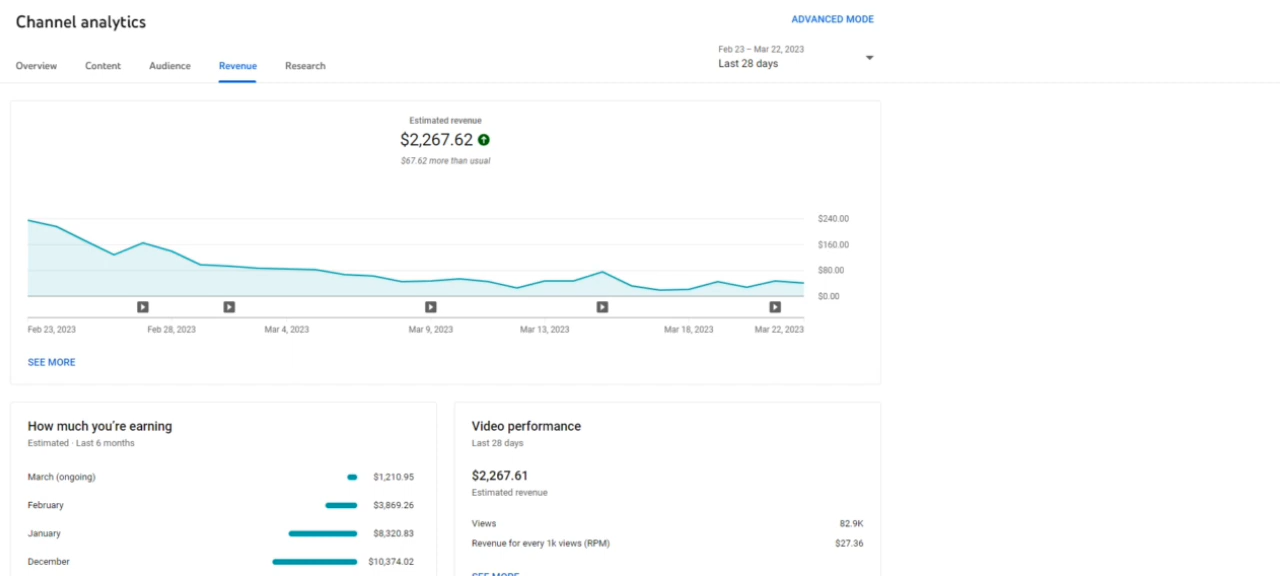 Channel analytics
ADVANCED MODE
Feb 23 – Mar 22, 2023
Last 28 days
Overview Content Audience Revenue Research
Estimated revenue
$2,267.62
$67.62 more than usual
$240.00
$160.00
$80.00
$0.00
Feb 23, 2023 Feb 28, 2023 Mar 4, 2023 Mar 9, 2023 Mar 13, 2023 Mar 18, 2023 Mar 22, 2023
SEE MORE
How much you're earning
Estimated · Last 6 months
March (ongoing) $1,210.95
February $3,869.26
January $8,320.83
December $10,374.02
Video performance
Last 28 days
$2,267.61
Estimated revenue
Views 82.9K
Revenue for every 1k views (RPM) $27.36
SEE MORE